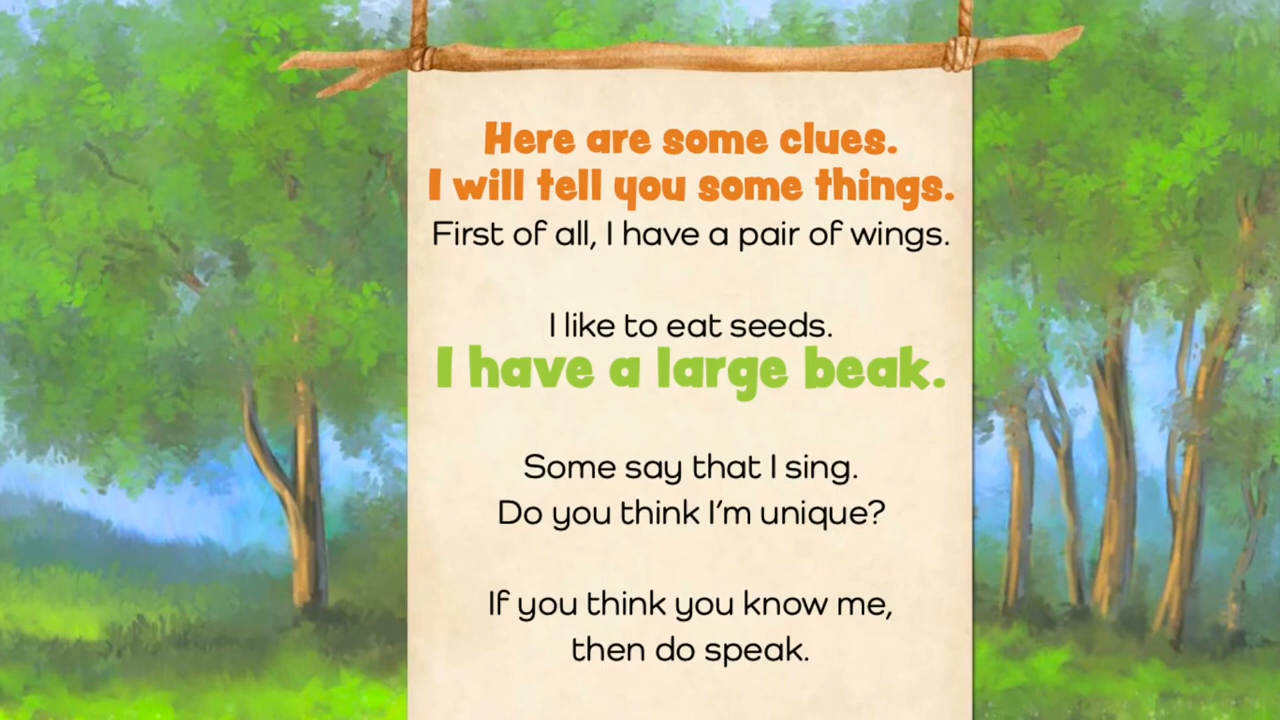 Here are some clues.
I will tell you some things.
First of all, I have a pair of wings.
I like to eat seeds.
I have a large beak.
Some say that I sing.
Do you think I'm unique?
If you think you know me,
then do speak.